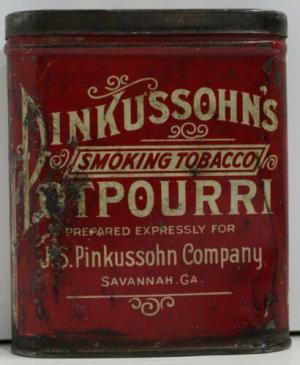 PINKUSSOHN'S
SMOKING TOBACCO
POTPOURRI
PREPARED EXPRESSLY FOR
J.S. Pinkussohn Company
SAVANNAH. GA.